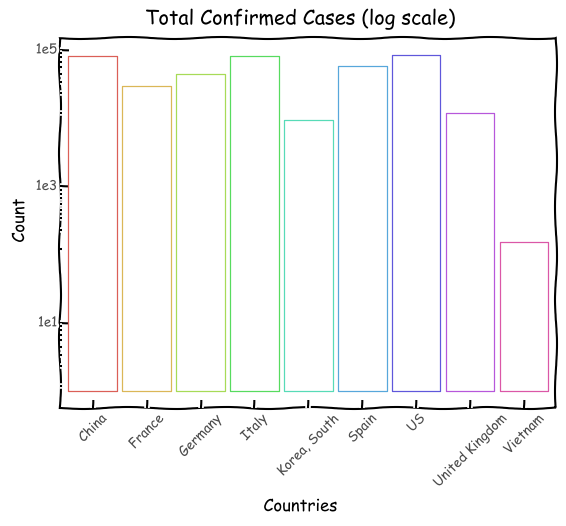 Total Confirmed Cases (log scale)
1e5
1e3
1e1
Count
China
France
Germany
Italy
Korea, South
Spain
US
United Kingdom
Vietnam
Countries